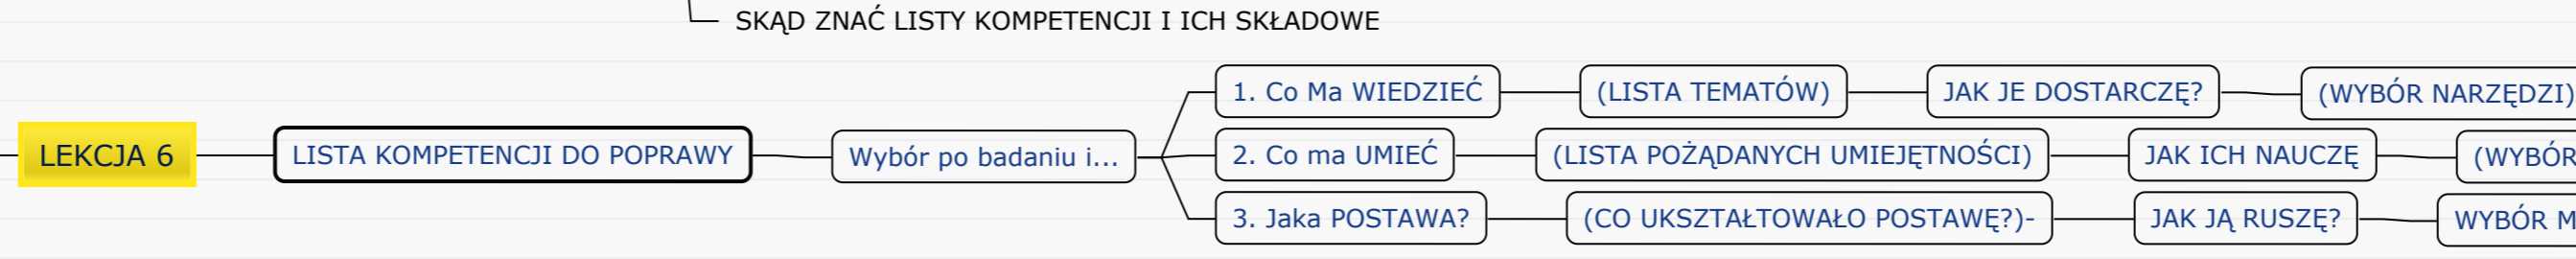 SKĄD ZNAĆ LISTY KOMPETENCJI I ICH SKŁADOWE
LEKCJA 6
LISTA KOMPETENCJI DO POPRAWY
Wybór po badaniu i...
1. Co Ma WIEDZIEĆ
(LISTA TEMATÓW)
JAK JE DOSTARCZĘ?
(WYBÓR NARZĘDZI)
2. Co ma UMIEĆ
(LISTA POŻĄDANYCH UMIEJĘTNOŚCI)
JAK ICH NAUCZĘ
(WYBÓR
3. Jaka POSTAWA?
(CO UKSZTAŁTOWAŁO POSTAWĘ?)-
JAK JĄ RUSZĘ?
WYBÓR M